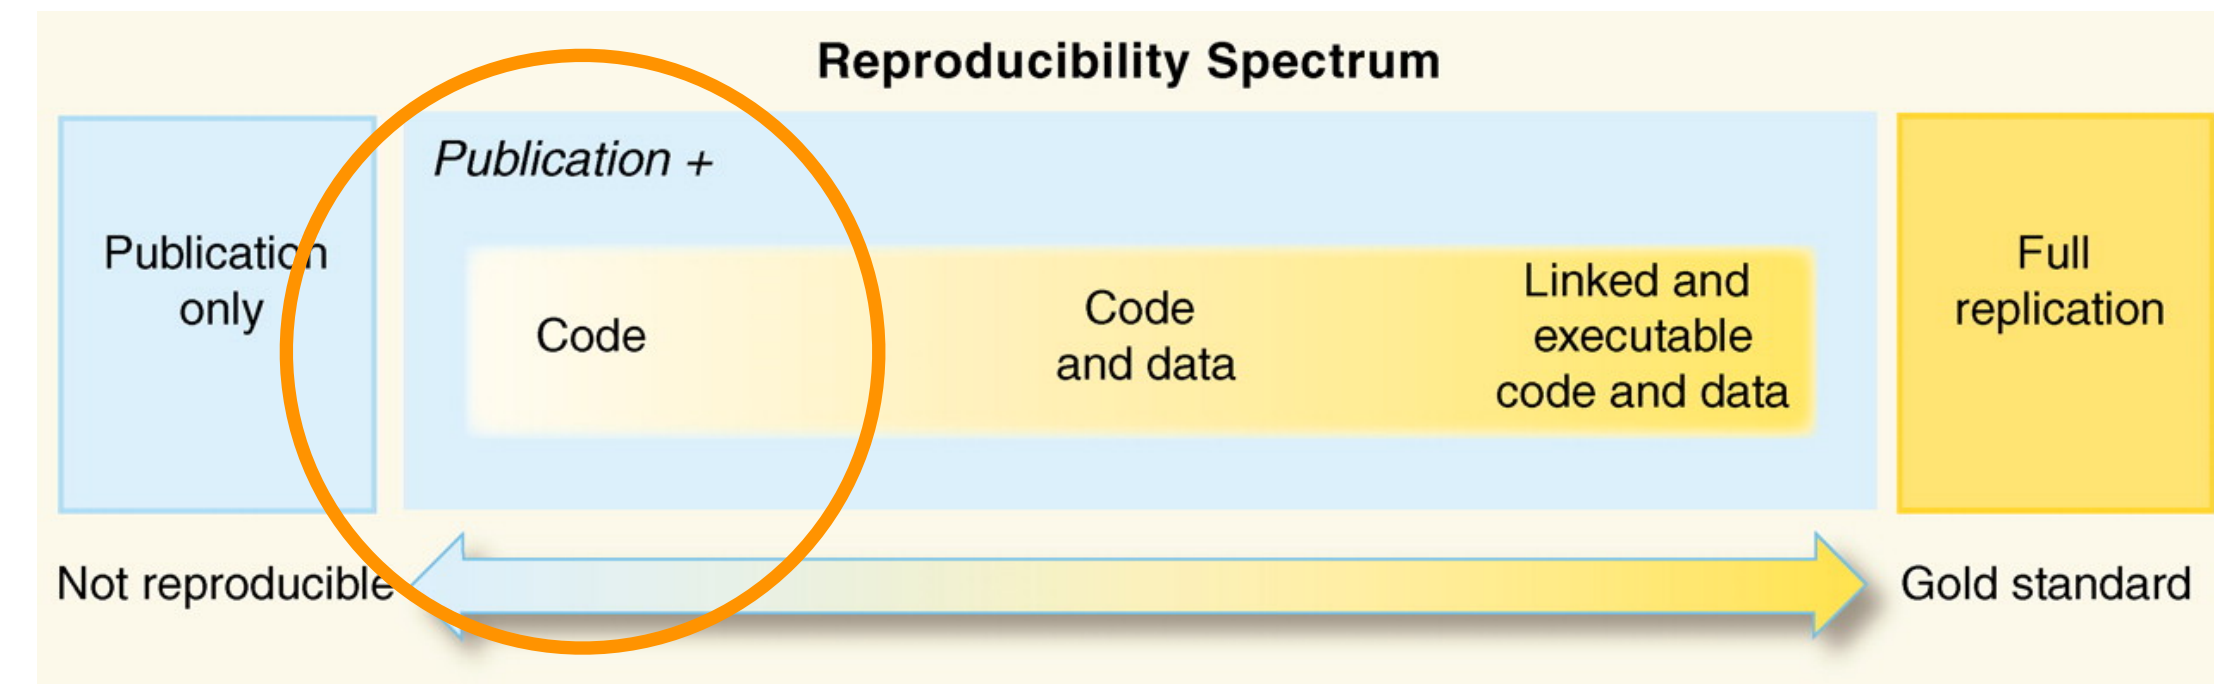 Reproducibility Spectrum
Publication
only
Publication +
Code
Code
and data
Linked and
executable
code and data
Full
replication
Not reproducible
Gold standard